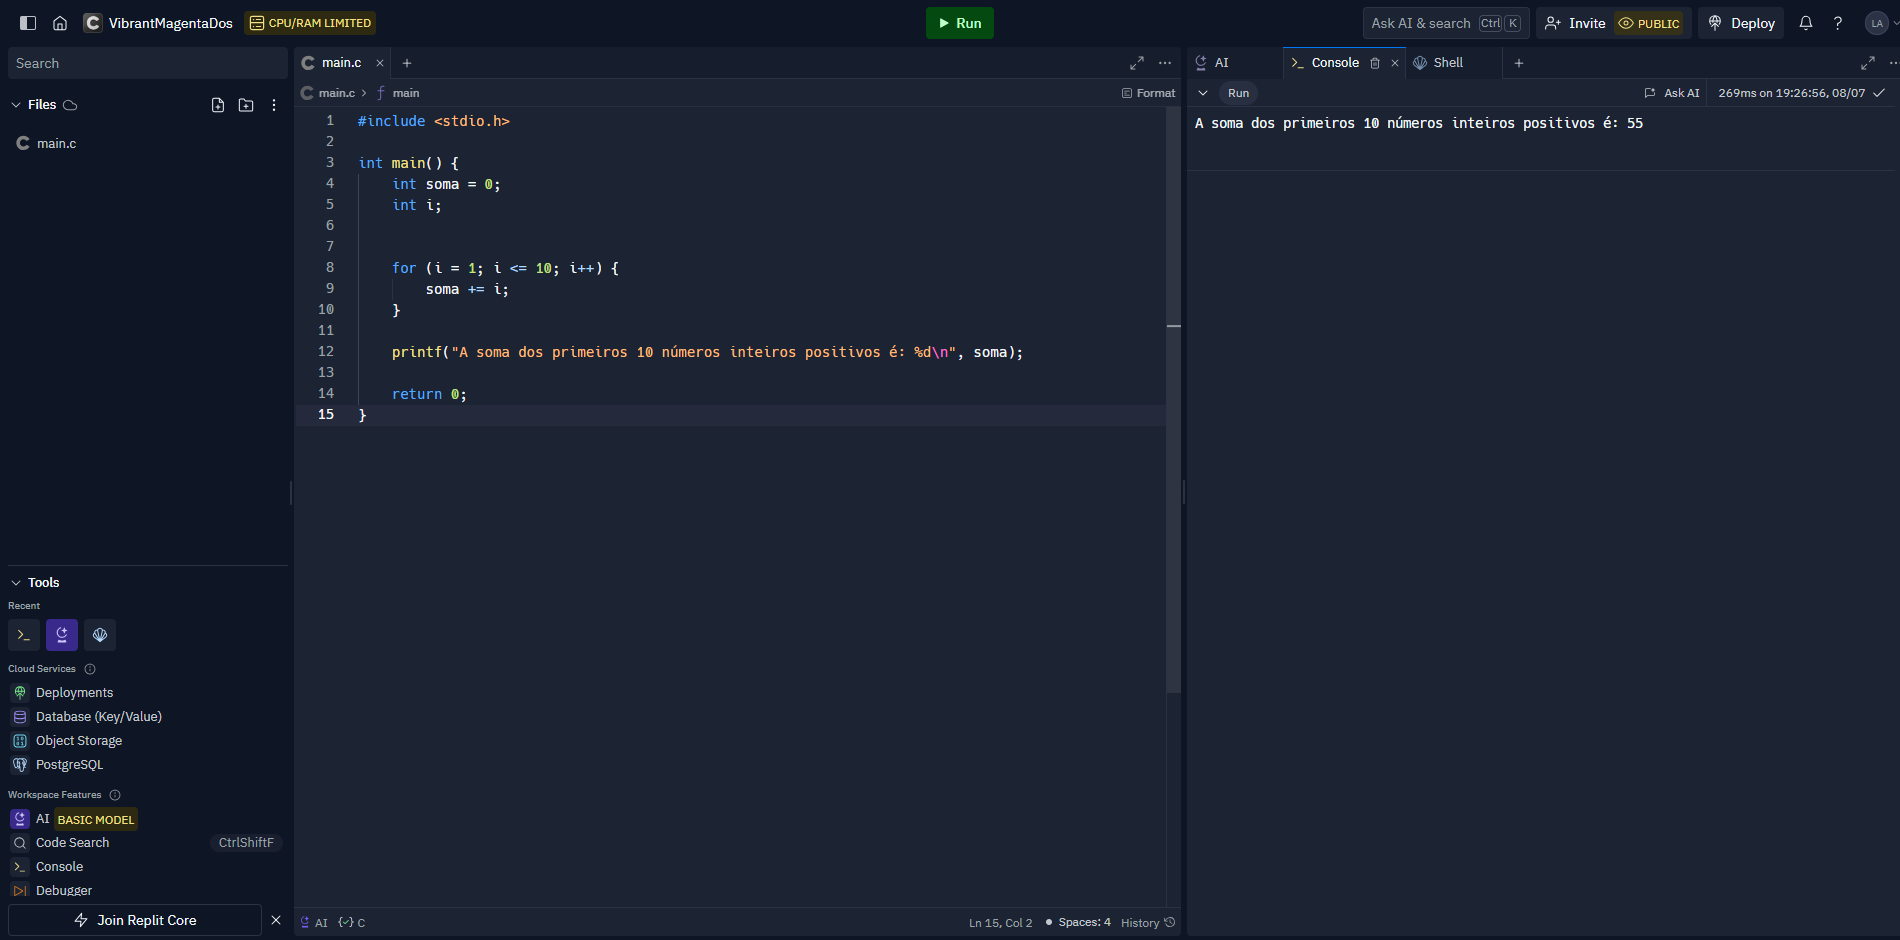 VibrantMagentaDos CPU/RAM LIMITED Run Ask AI & search Ctrl K Invite PUBLIC Deploy LA
Search
Files
main.c
Tools
Recent
Cloud Services
Deployments
Database (Key/Value)
Object Storage
PostgreSQL
Workspace Features
AI BASIC MODEL
Code Search CtrlShiftF
Console
Debugger
Join Replit Core
main.c
main.c > main Format
1 #include <stdio.h>
2
3 int main() {
4     int soma = 0;
5     int i;
6
7
8     for (i = 1; i <= 10; i++) {
9         soma += i;
10     }
11
12     printf("A soma dos primeiros 10 números inteiros positivos é: %d\n", soma);
13
14     return 0;
15 }
AI C Ln 15, Col 2 Spaces: 4 History
AI Console Shell
Run Ask AI 269ms on 19:26:56, 08/07
A soma dos primeiros 10 números inteiros positivos é: 55